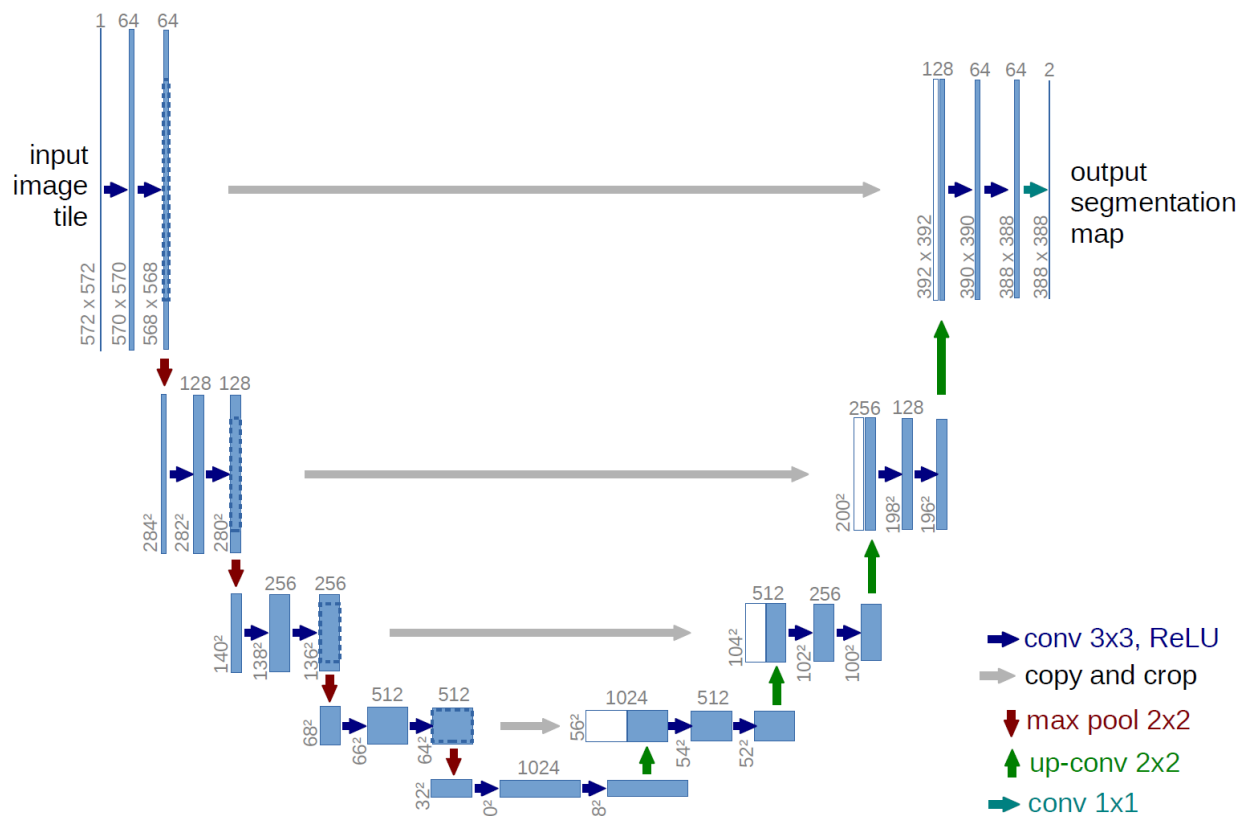 1 64 64
input
image
tile
572 x 572
570 x 570
568 x 568
128 64 64 2
output
segmentation
map
392 x 392
390 x 390
388 x 388
388 x 388
128 128
284²
282²
280²
256 128
200²
198²
196²
256 256
140²
138²
136²
512 256
104²
102²
100²
512 512
68²
66²
64²
1024 512
56²
54²
52²
1024
32²
0²
8²
conv 3x3, ReLU
copy and crop
max pool 2x2
up-conv 2x2
conv 1x1